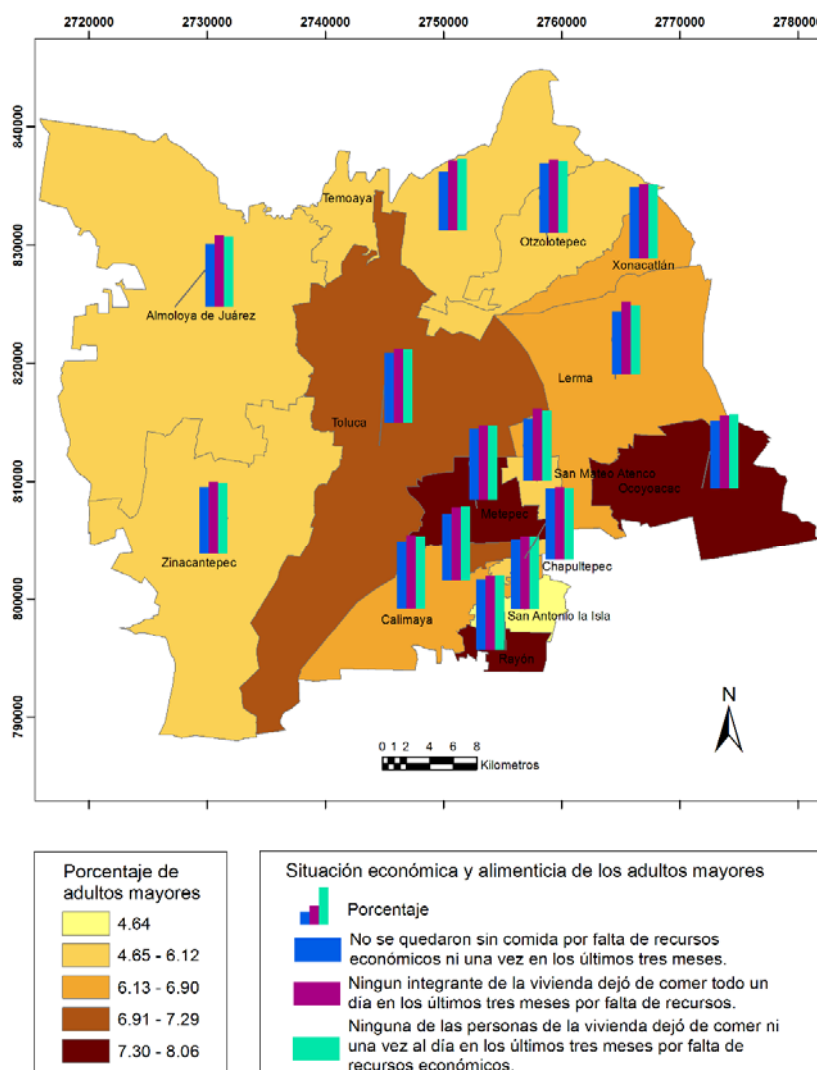 2720000 2730000 2740000 2750000 2760000 2770000 278000
840000
830000
820000
810000
800000
790000
Temoaya
Otzolotepec
Xonacatlán
Almoloya de Juárez
Lerma
Toluca
San Mateo Atenco
Ocoyoacac
Metepec
Zinacantepec
Chapultepec
Calimaya
San Antonio la Isla
Rayón
N
0 1 2 4 6 8
Kilometros
Porcentaje de
adultos mayores
4.64
4.65 - 6.12
6.13 - 6.90
6.91 - 7.29
7.30 - 8.06
Situación económica y alimenticia de los adultos mayores
Porcentaje
No se quedaron sin comida por falta de recursos
económicos ni una vez en los últimos tres meses.
Ningun integrante de la vivienda dejó de comer todo un
día en los últimos tres meses por falta de recursos.
Ninguna de las personas de la vivienda dejó de comer ni
una vez al día en los últimos tres meses por falta de
recursos económicos.